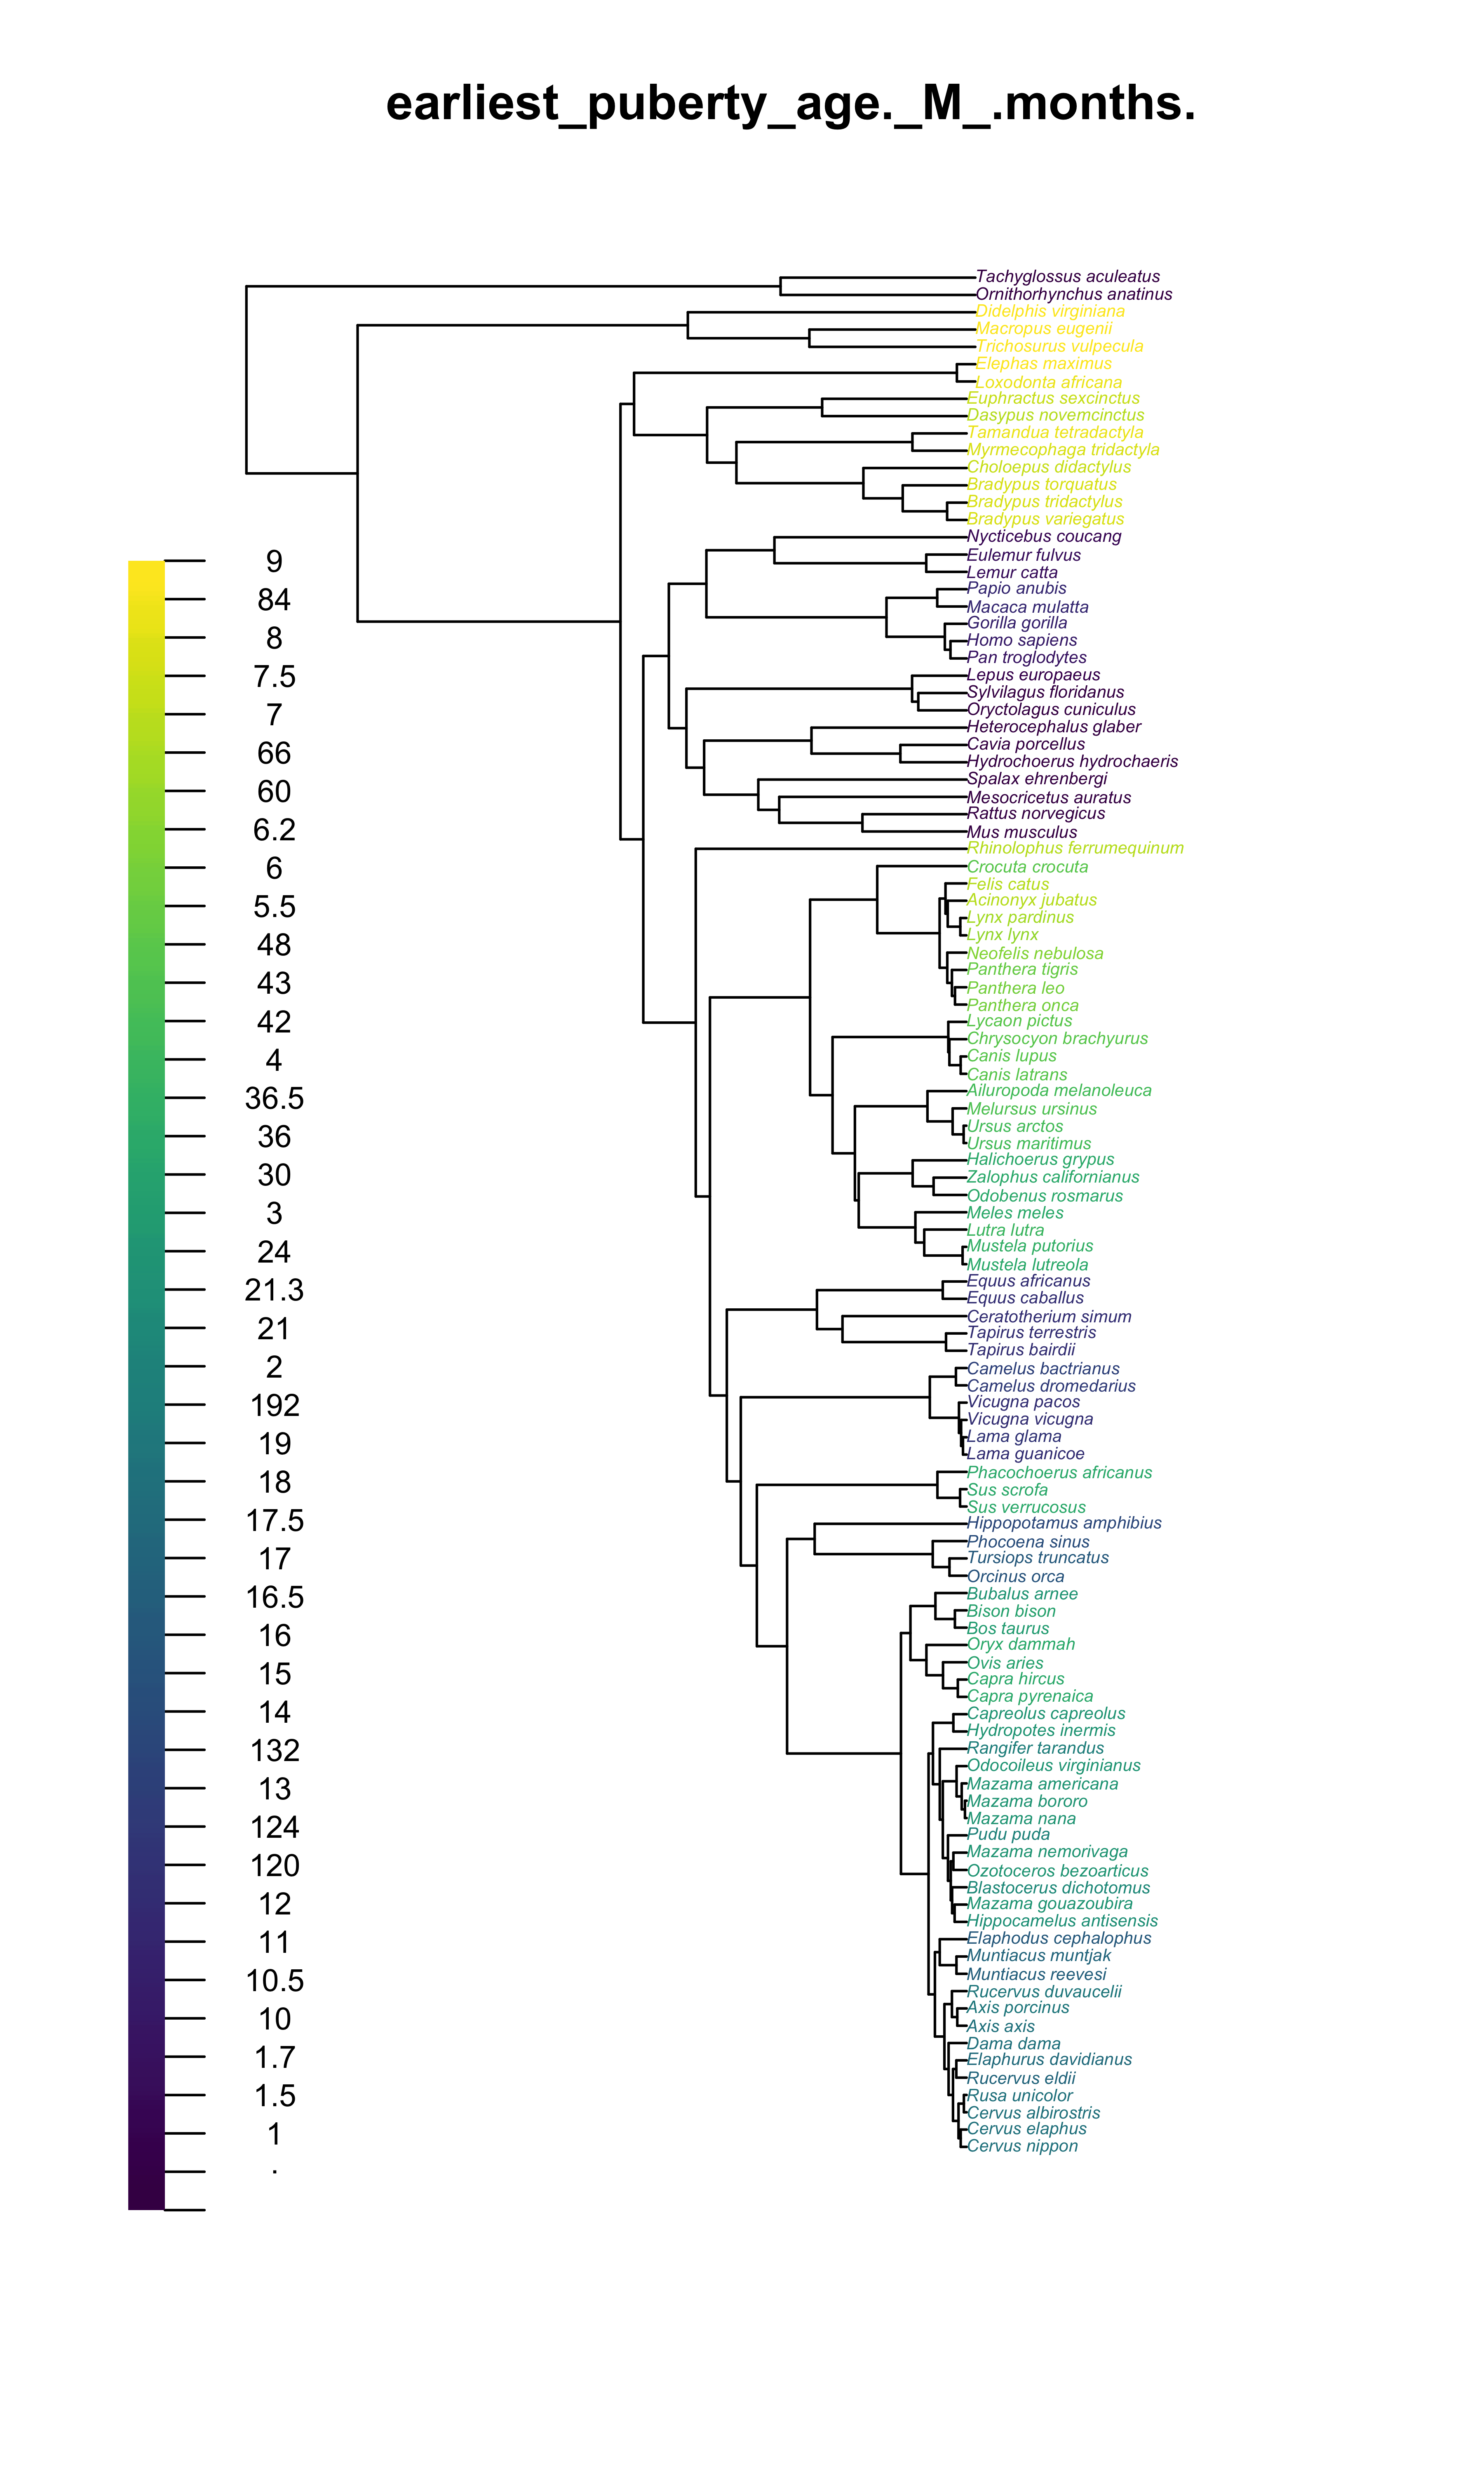 earliest_puberty_age._M_.months.
Tachyglossus aculeatus
Ornithorhynchus anatinus
Didelphis virginiana
Macropus eugenii
Trichosurus vulpecula
Elephas maximus
Loxodonta africana
Euphractus sexcinctus
Dasypus novemcinctus
Tamandua tetradactyla
Myrmecophaga tridactyla
Choloepus didactylus
Bradypus torquatus
Bradypus tridactylus
Bradypus variegatus
Nycticebus coucang
Eulemur fulvus
Lemur catta
Papio anubis
Macaca mulatta
Gorilla gorilla
Homo sapiens
Pan troglodytes
Lepus europaeus
Sylvilagus floridanus
Oryctolagus cuniculus
Heterocephalus glaber
Cavia porcellus
Hydrochoerus hydrochaeris
Spalax ehrenbergi
Mesocricetus auratus
Rattus norvegicus
Mus musculus
Rhinolophus ferrumequinum
Crocuta crocuta
Felis catus
Acinonyx jubatus
Lynx pardinus
Lynx lynx
Neofelis nebulosa
Panthera tigris
Panthera leo
Panthera onca
Lycaon pictus
Chrysocyon brachyurus
Canis lupus
Canis latrans
Ailuropoda melanoleuca
Melursus ursinus
Ursus arctos
Ursus maritimus
Halichoerus grypus
Zalophus californianus
Odobenus rosmarus
Meles meles
Lutra lutra
Mustela putorius
Mustela lutreola
Equus africanus
Equus caballus
Ceratotherium simum
Tapirus terrestris
Tapirus bairdii
Camelus bactrianus
Camelus dromedarius
Vicugna pacos
Vicugna vicugna
Lama glama
Lama guanicoe
Phacochoerus africanus
Sus scrofa
Sus verrucosus
Hippopotamus amphibius
Phocoena sinus
Tursiops truncatus
Orcinus orca
Bubalus arnee
Bison bison
Bos taurus
Oryx dammah
Ovis aries
Capra hircus
Capra pyrenaica
Capreolus capreolus
Hydropotes inermis
Rangifer tarandus
Odocoileus virginianus
Mazama americana
Mazama bororo
Mazama nana
Pudu puda
Mazama nemorivaga
Ozotoceros bezoarticus
Blastocerus dichotomus
Mazama gouazoubira
Hippocamelus antisensis
Elaphodus cephalophus
Muntiacus muntjak
Muntiacus reevesi
Rucervus duvaucelii
Axis porcinus
Axis axis
Dama dama
Elaphurus davidianus
Rucervus eldii
Rusa unicolor
Cervus albirostris
Cervus elaphus
Cervus nippon
9
84
8
7.5
7
66
60
6.2
6
5.5
48
43
42
4
36.5
36
30
3
24
21.3
21
2
192
19
18
17.5
17
16.5
16
15
14
132
13
124
120
12
11
10.5
10
1.7
1.5
1
.